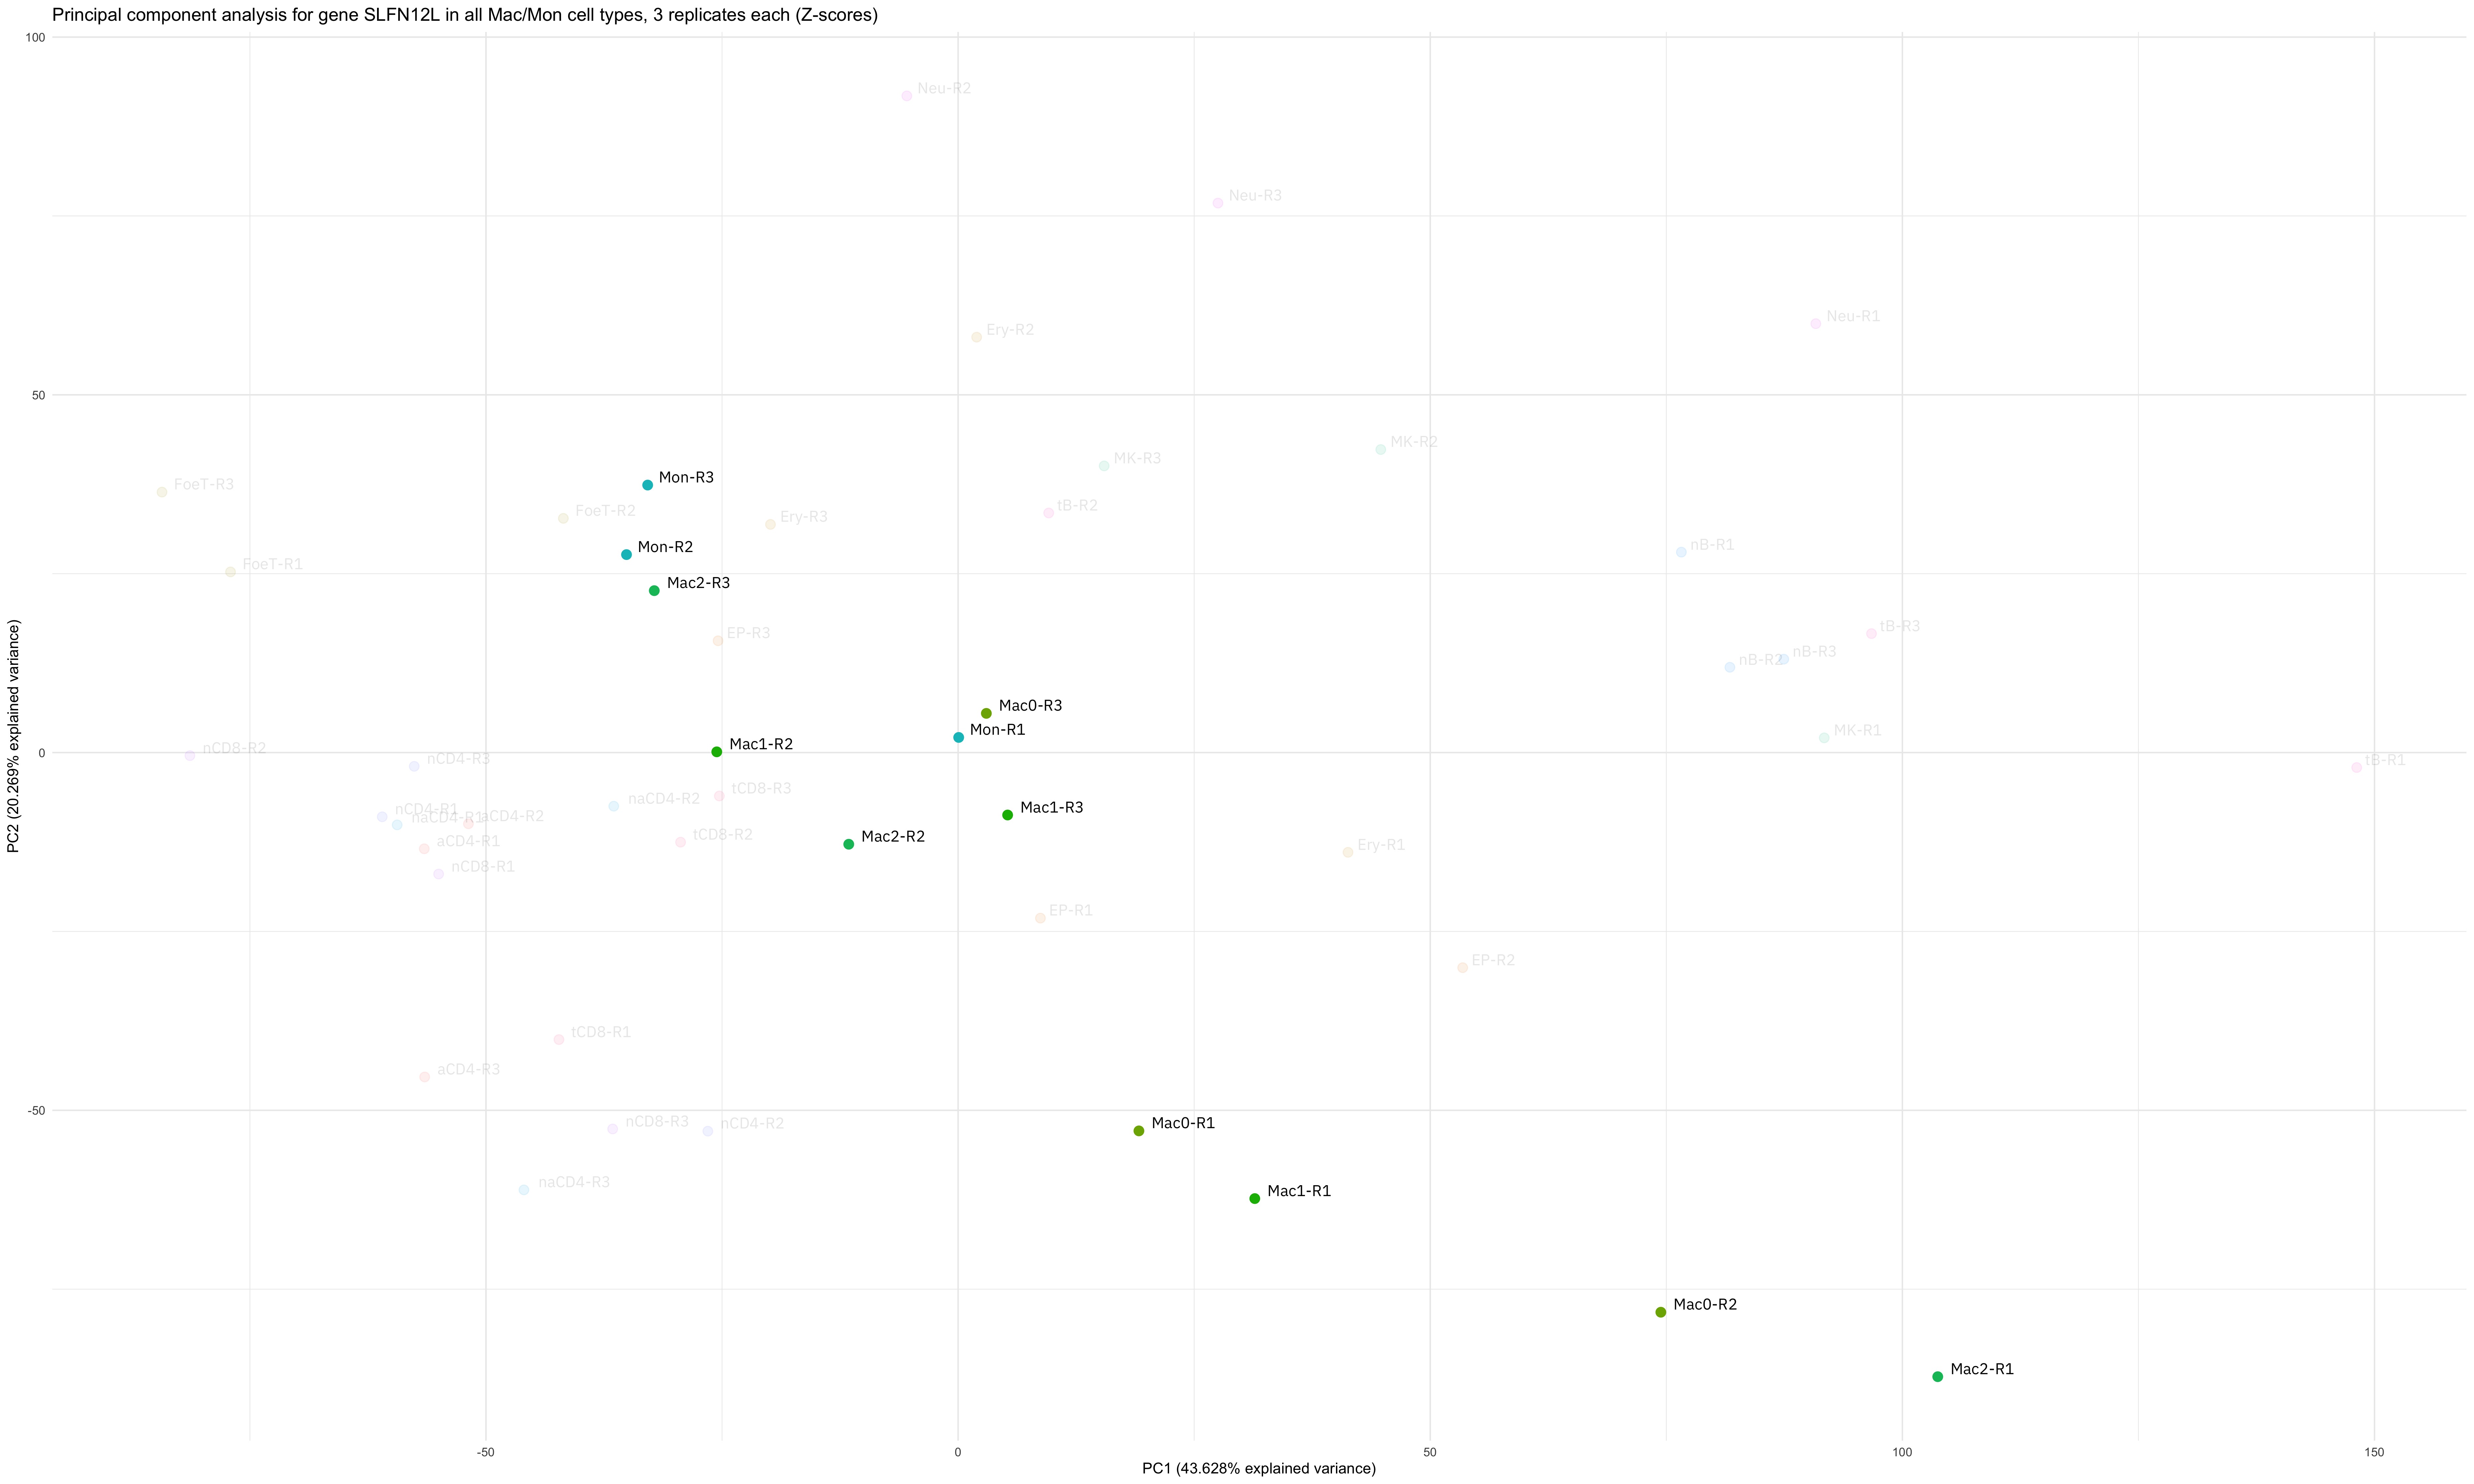 Principal component analysis for gene SLFN12L in all Mac/Mon cell types, 3 replicates each (Z-scores)
100
Neu-R2
Neu-R3
Neu-R1
Ery-R2
50
MK-R2
MK-R3
Mon-R3
FoeT-R3
tB-R2
FoeT-R2
Ery-R3
Mon-R2
nB-R1
FoeT-R1
Mac2-R3
EP-R3
tB-R3
nB-R3
nB-R2
Mac0-R3
Mon-R1
MK-R1
Mac1-R2
0
nCD8-R2
nCD4-R3
tB-R1
tCD8-R3
naCD4-R2
Mac1-R3
nCD4-R1
naCD4-R1
aCD4-R2
tCD8-R2
Mac2-R2
aCD4-R1
Ery-R1
nCD8-R1
EP-R1
EP-R2
tCD8-R1
aCD4-R3
-50
nCD8-R3
nCD4-R2
Mac0-R1
naCD4-R3
Mac1-R1
Mac0-R2
Mac2-R1
-50
0
50
100
150
PC1 (43.628% explained variance)
PC2 (20.269% explained variance)